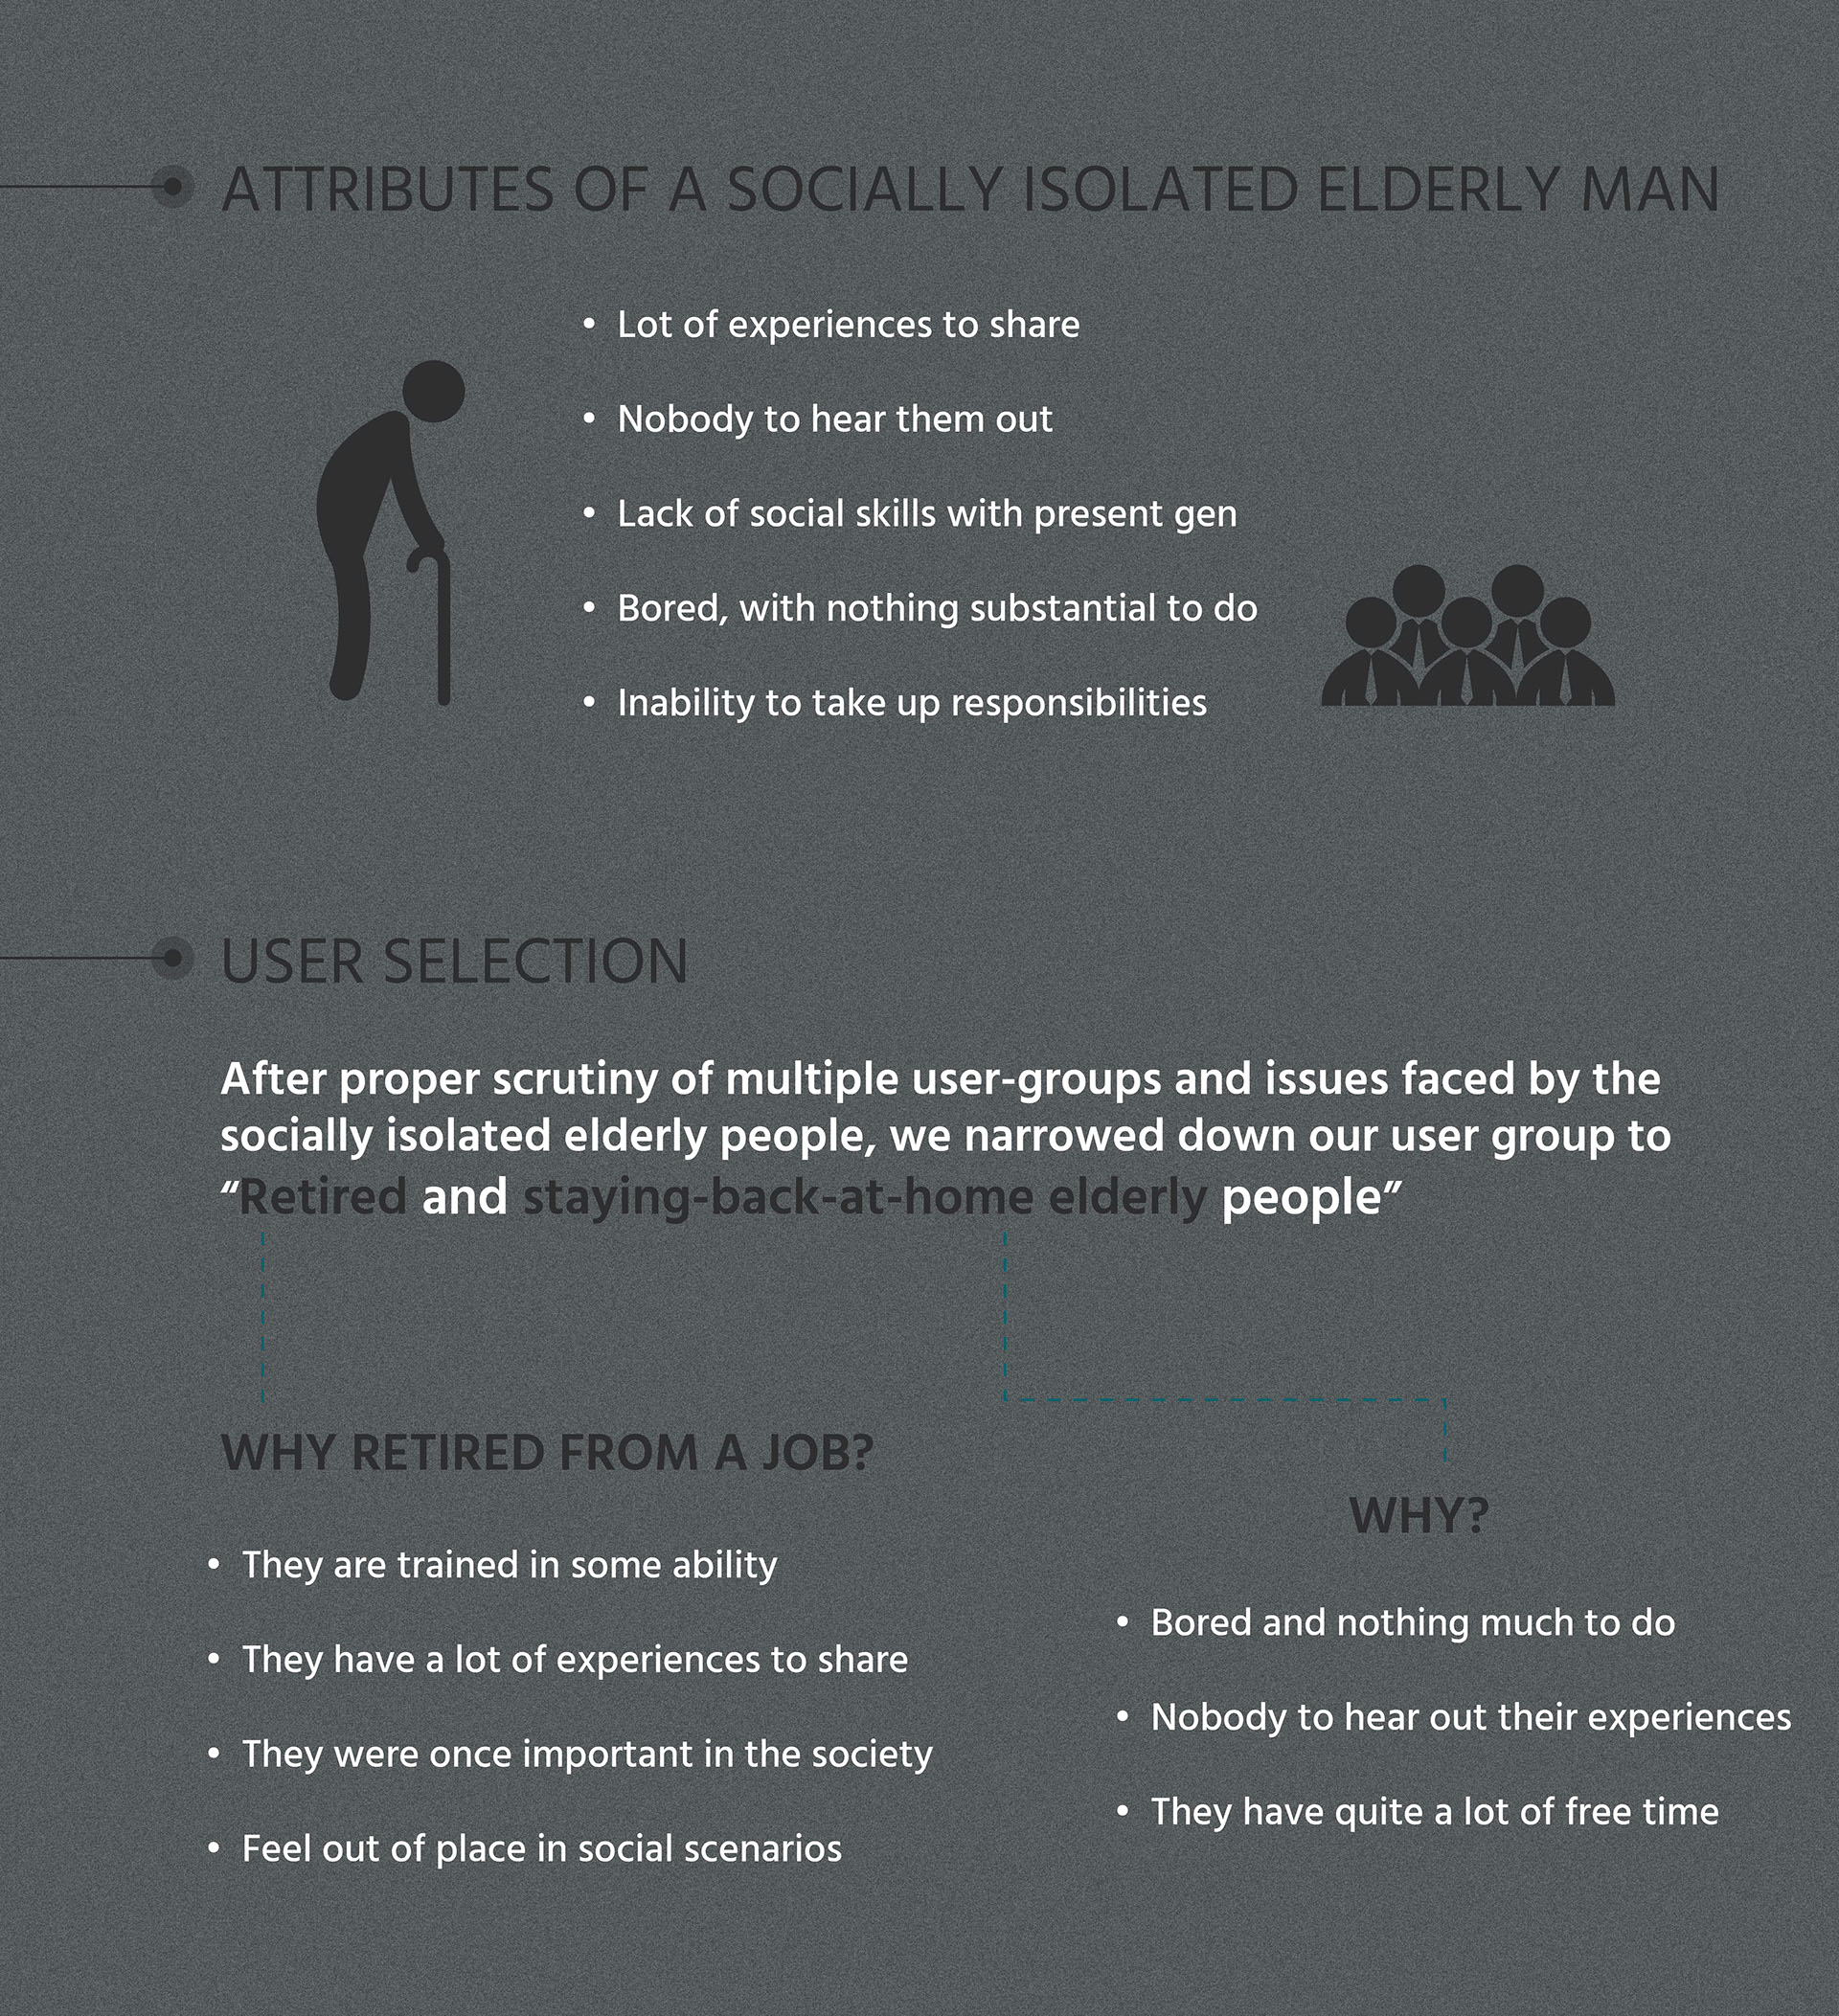 ATTRIBUTES OF A SOCIALLY ISOLATED ELDERLY MAN
• Lot of experiences to share
• Nobody to hear them out
• Lack of social skills with present gen
• Bored, with nothing substantial to do
• Inability to take up responsibilities
USER SELECTION
After proper scrutiny of multiple user-groups and issues faced by the
socially isolated elderly people, we narrowed down our user group to
“Retired and staying-back-at-home elderly people”
WHY RETIRED FROM A JOB?
• They are trained in some ability
• They have a lot of experiences to share
• They were once important in the society
• Feel out of place in social scenarios
WHY?
• Bored and nothing much to do
• Nobody to hear out their experiences
• They have quite a lot of free time